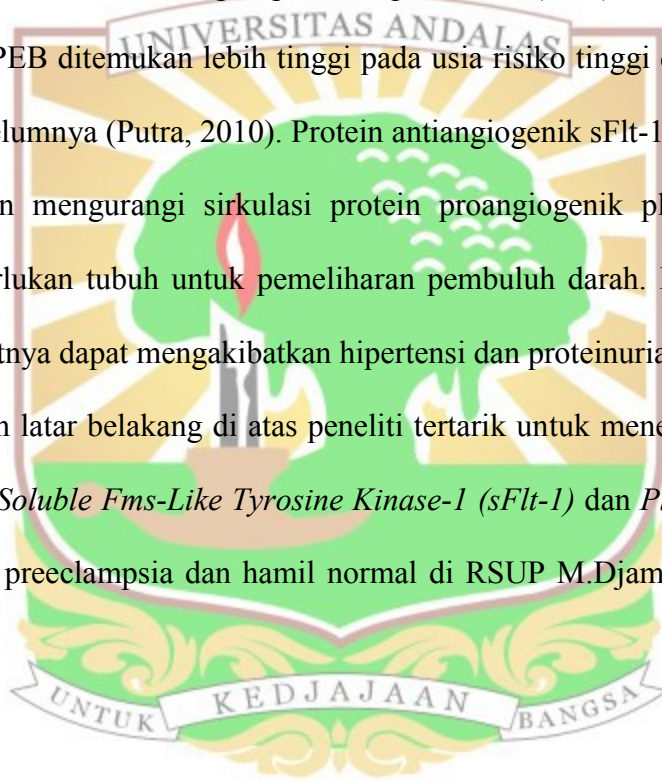 UNIVERSITAS ANDALAS
PEB ditemukan lebih tinggi pada usia risiko tinggi
elumnya (Putra, 2010). Protein antiangiogenik sFlt-1
n mengurangi sirkulasi protein proangiogenik
rlukan tubuh untuk pemeliharan pembuluh darah.
tnya dapat mengakibatkan hipertensi dan proteinuria
n latar belakang di atas peneliti tertarik untuk
Soluble Fms-Like Tyrosine Kinase-1 (sFlt-1) dan
preeclampsia dan hamil normal di RSUP M.Djam
UNTUK KEDJAJAAN BANGSA